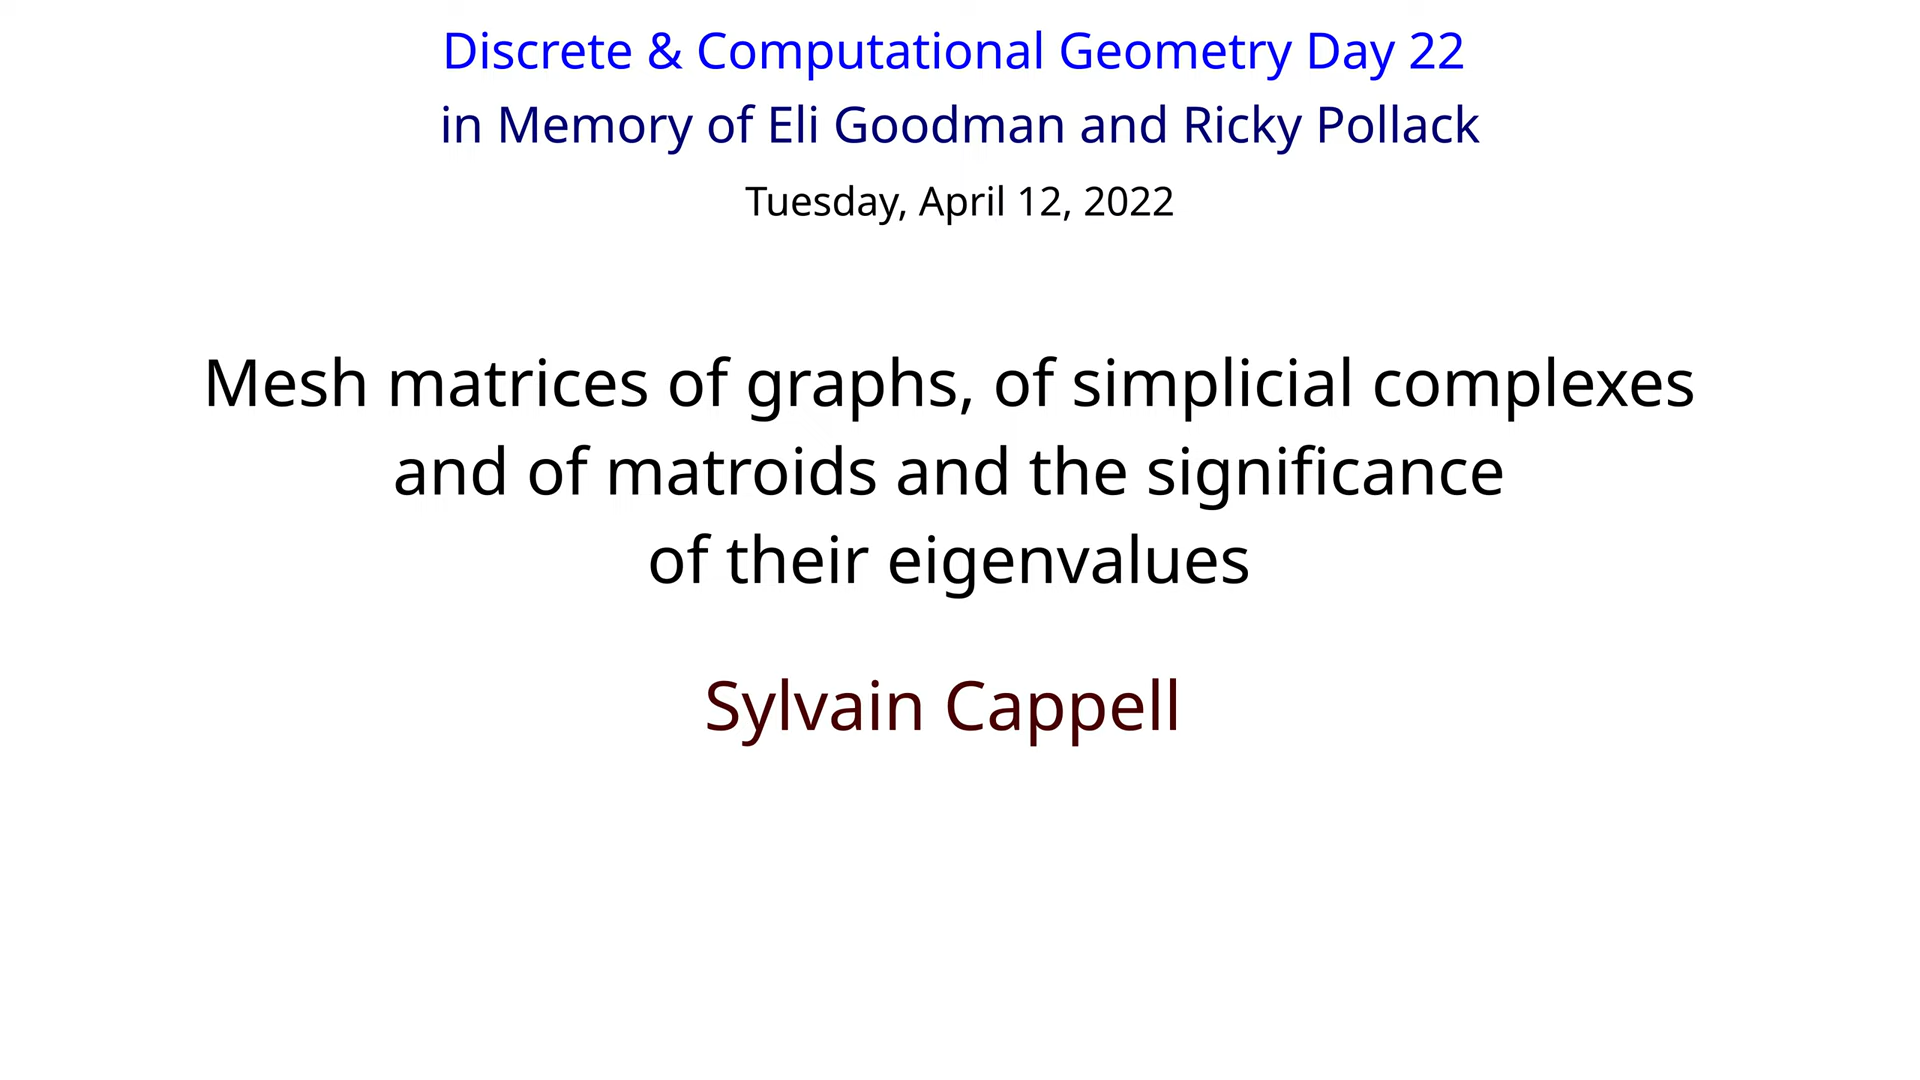 Discrete & Computational Geometry Day 22
in Memory of Eli Goodman and Ricky Pollack
Tuesday, April 12, 2022
Mesh matrices of graphs, of simplicial complexes
and of matroids and the significance
of their eigenvalues
Sylvain Cappell